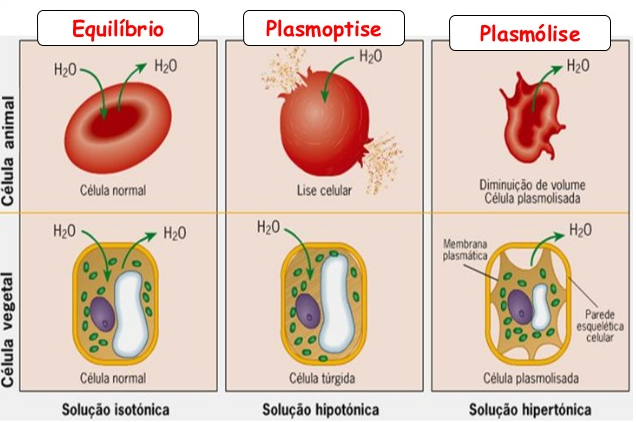 Equilíbrio
Plasmoptise
Plasmólise
Célula animal
H2O
H2O
Célula normal
H2O
Lise celular
H2O
Diminuição de volume
Célula plasmolisada
Célula vegetal
H2O
H2O
Célula normal
H2O
Célula túrgida
H2O
Membrana
plasmática
Parede
esquelética
celular
Célula plasmolisada
Solução isotónica
Solução hipotónica
Solução hipertónica